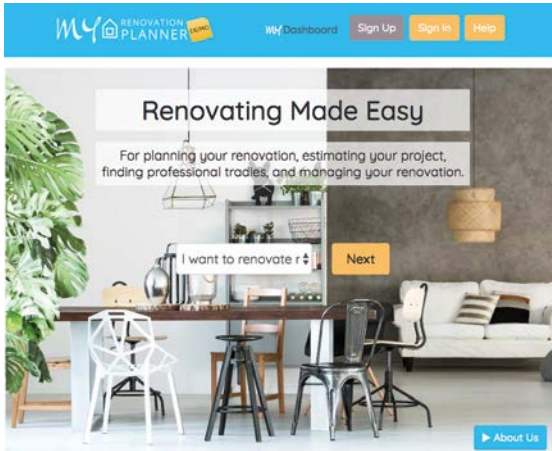 MY RENOVATION PLANNER DEMO
MY Dashboard Sign Up Sign In Help
Renovating Made Easy
For planning your renovation, estimating your project,
finding professional tradies, and managing your renovation.
I want to renovate r Next
About Us